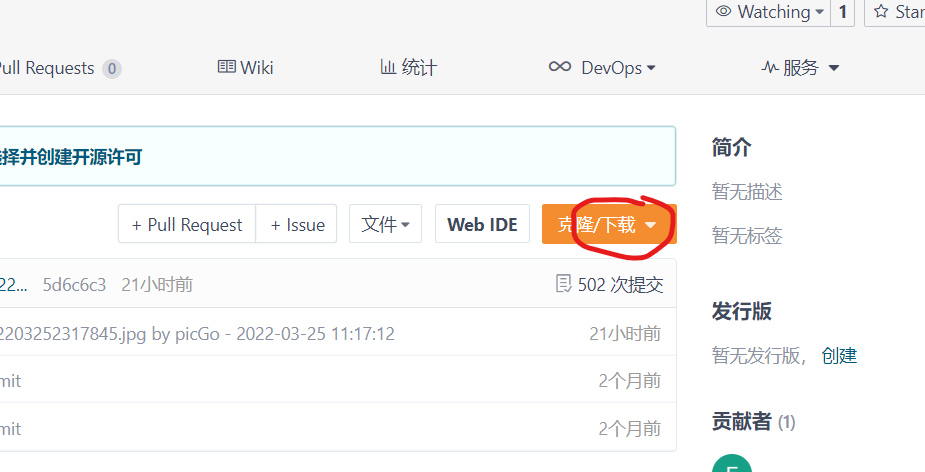 Watching 1 Star
Pull Requests 0 Wiki 统计 DevOps 服务
选择并创建开源许可
简介
暂无描述
+ Pull Request + Issue 文件 Web IDE 克隆/下载
暂无标签
22... 5d6c6c3 21小时前 502 次提交
发行版
2203252317845.jpg by picGo - 2022-03-25 11:17:12 21小时前
暂无发行版， 创建
mit 2个月前
贡献者 (1)
mit 2个月前